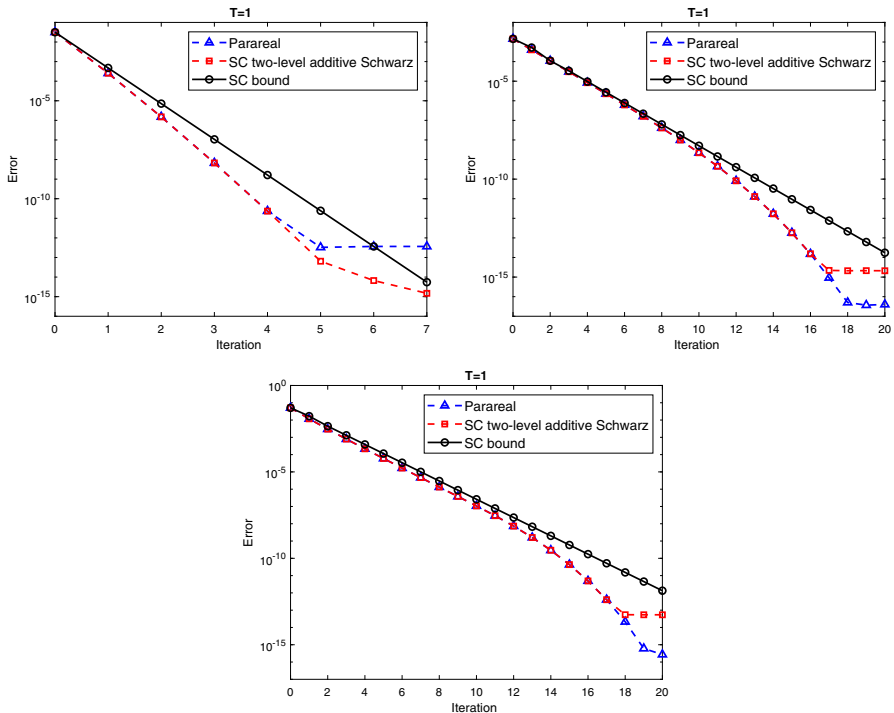 T=1
Parareal
SC two-level additive Schwarz
SC bound
Error
10^-5
10^-10
10^-15
0 1 2 3 4 5 6 7
Iteration
T=1
Parareal
SC two-level additive Schwarz
SC bound
Error
10^-5
10^-10
10^-15
0 2 4 6 8 10 12 14 16 18 20
Iteration
T=1
Parareal
SC two-level additive Schwarz
SC bound
Error
10^0
10^-5
10^-10
10^-15
0 2 4 6 8 10 12 14 16 18 20
Iteration